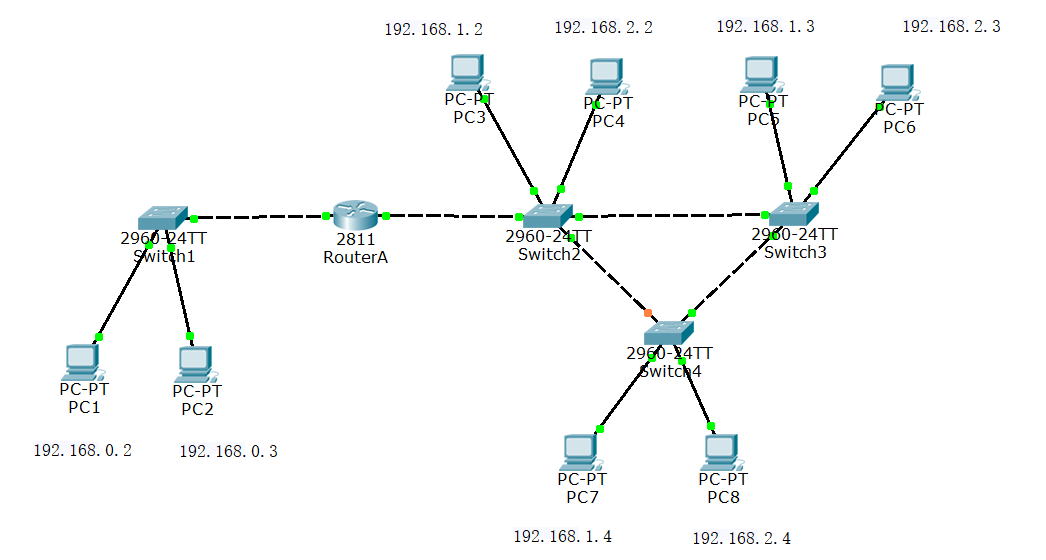 192.168.1.2
192.168.2.2
192.168.1.3
192.168.2.3
PC-PT
PC3
PC-PT
PC4
PC-PT
PC5
PC-PT
PC6
2960-24TT
Switch1
2811
RouterA
2960-24TT
Switch2
2960-24TT
Switch3
2960-24TT
Switch4
PC-PT
PC1
PC-PT
PC2
192.168.0.2
192.168.0.3
PC-PT
PC7
PC-PT
PC8
192.168.1.4
192.168.2.4